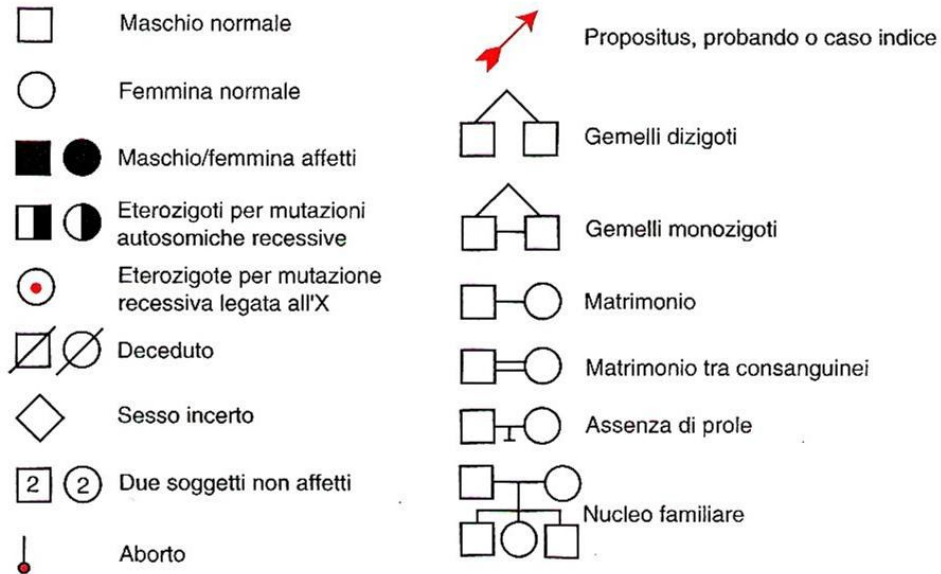 Maschio normale
Femmina normale
Maschio/femmina affetti
Eterozigoti per mutazioni
autosomiche recessive
Eterozigote per mutazione
recessiva legata all'X
Deceduto
Sesso incerto
2 2 Due soggetti non affetti
Aborto
Propositus, probando o caso indice
Gemelli dizigoti
Gemelli monozigoti
Matrimonio
Matrimonio tra consanguinei
Assenza di prole
Nucleo familiare